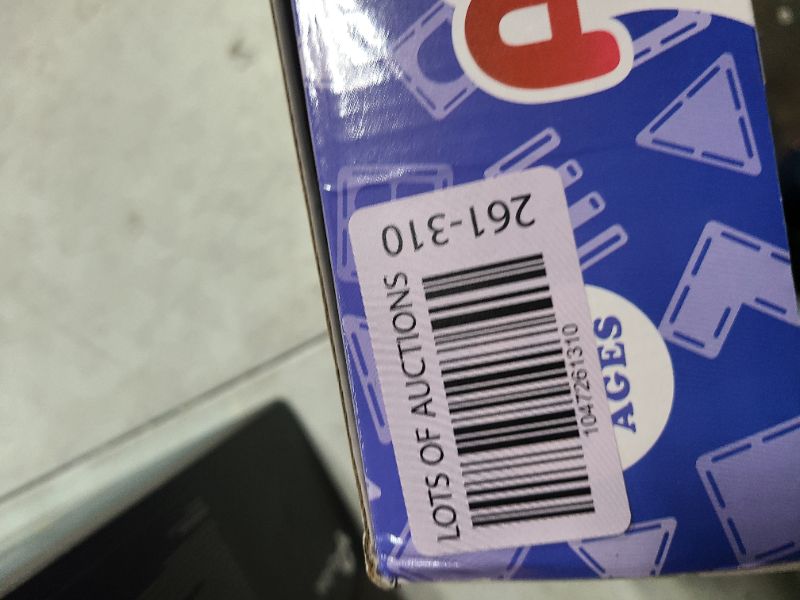 P
261-310
LOTS OF AUCTIONS
1047261310
AGES